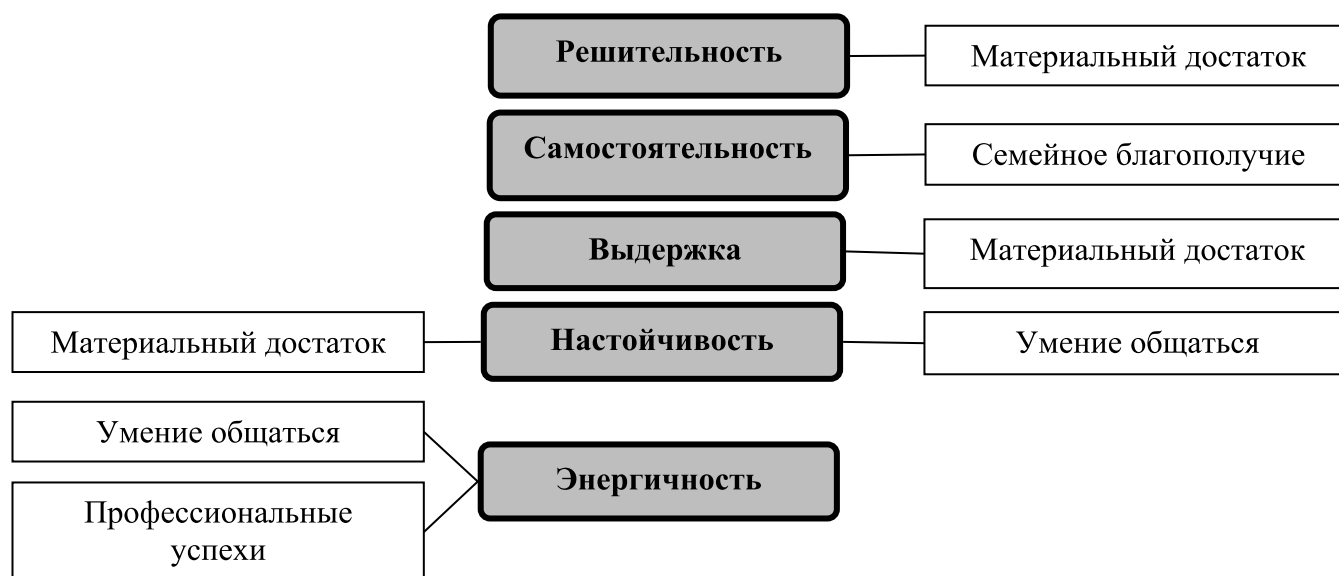 Решительность
Материальный достаток
Самостоятельность
Семейное благополучие
Выдержка
Материальный достаток
Материальный достаток
Настойчивость
Умение общаться
Умение общаться
Энергичность
Профессиональные
успехи